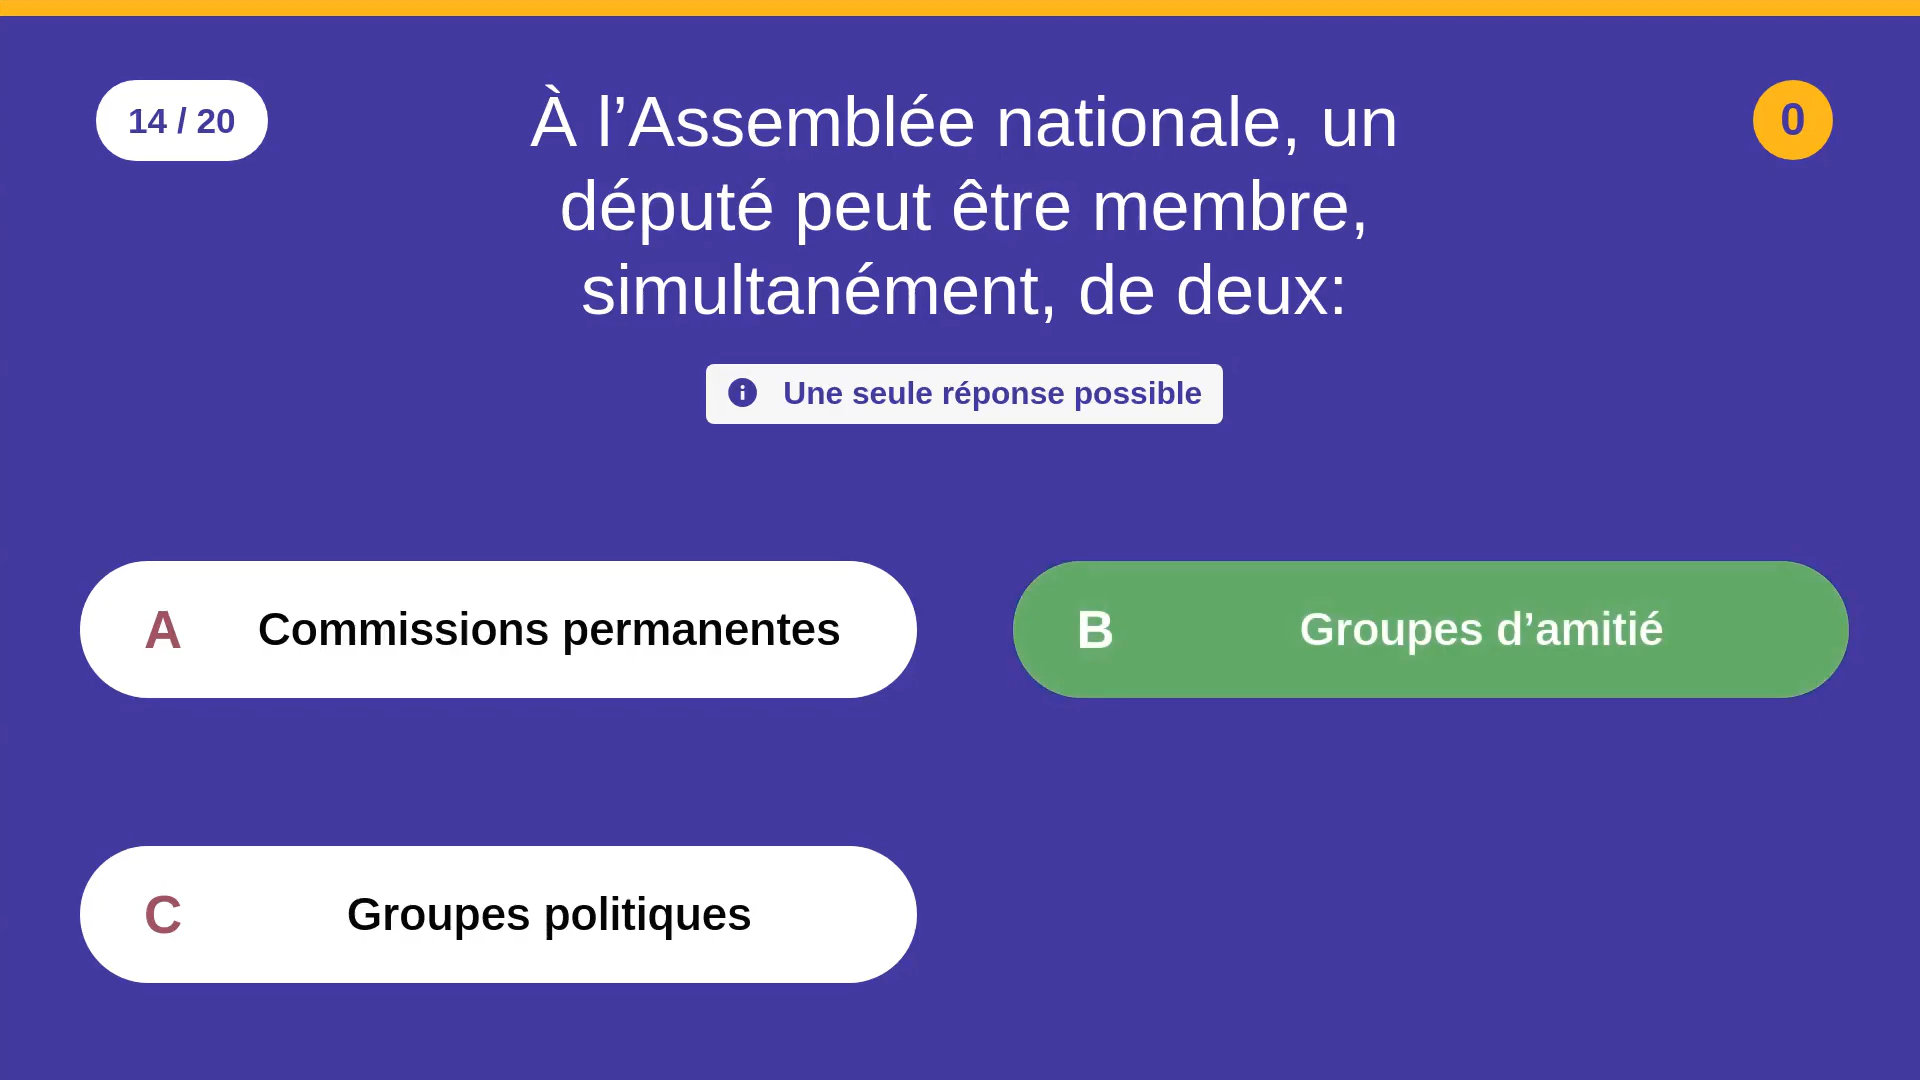 14 / 20
À l’Assemblée nationale, un
député peut être membre,
simultanément, de deux:
0
Une seule réponse possible
A Commissions permanentes
B Groupes d’amitié
C Groupes politiques